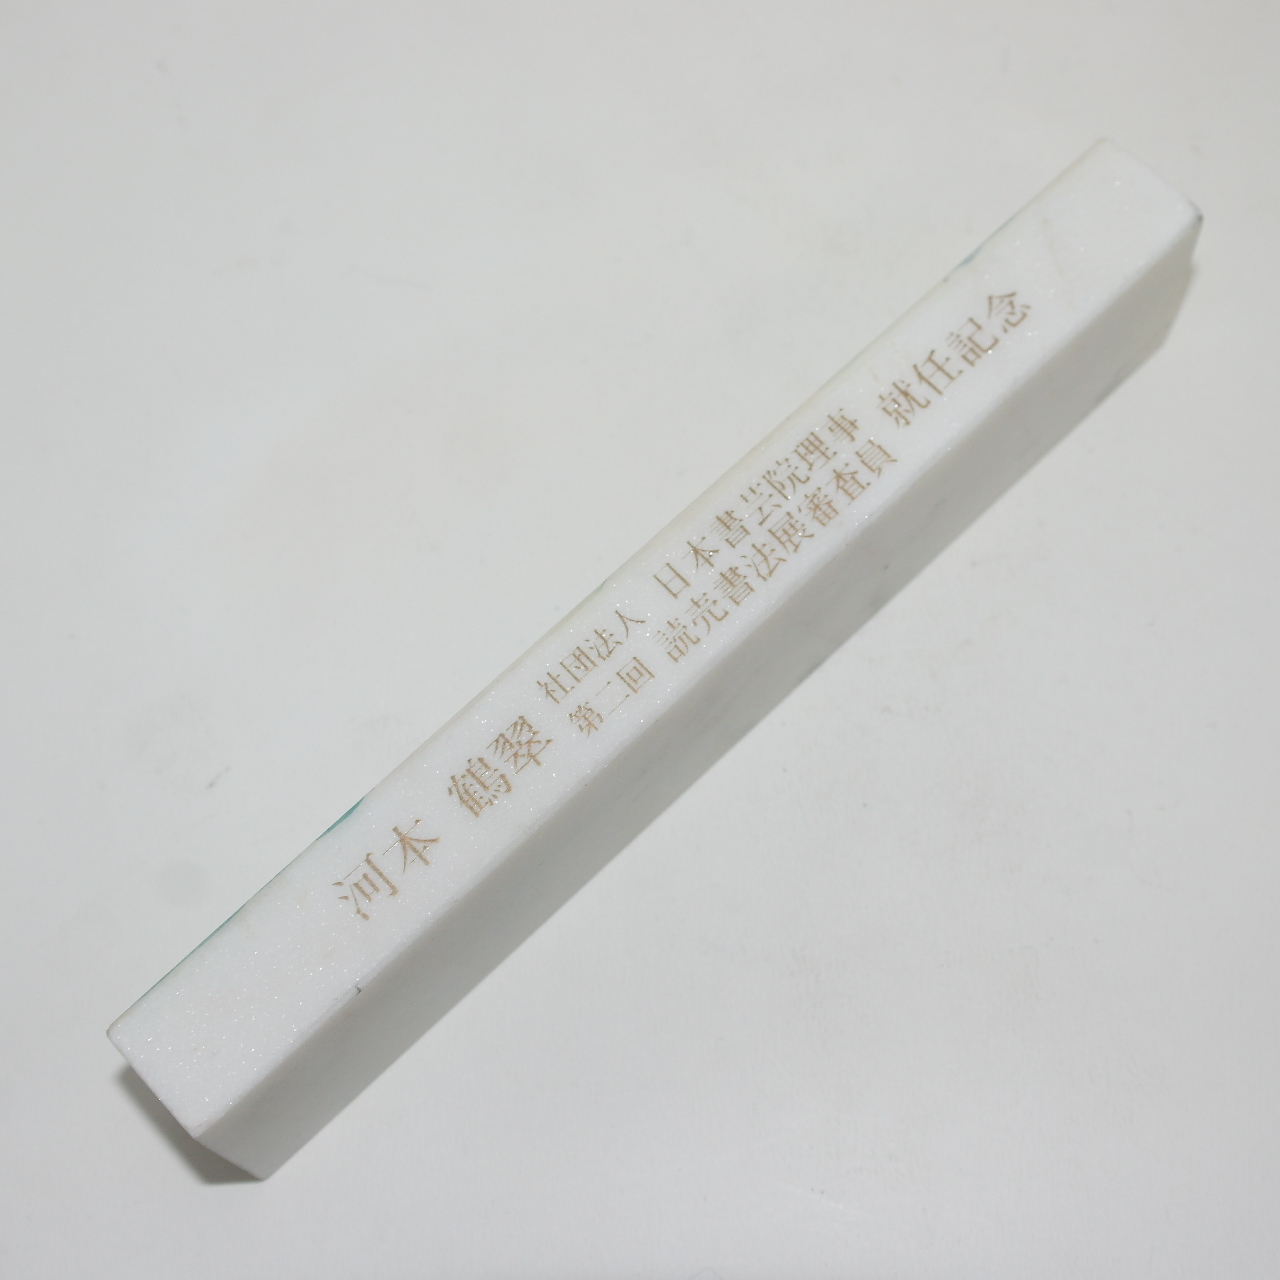 河本 鶴翠
社団法人 日本書芸院理事
第二回 読売書法展審査員
就任記念